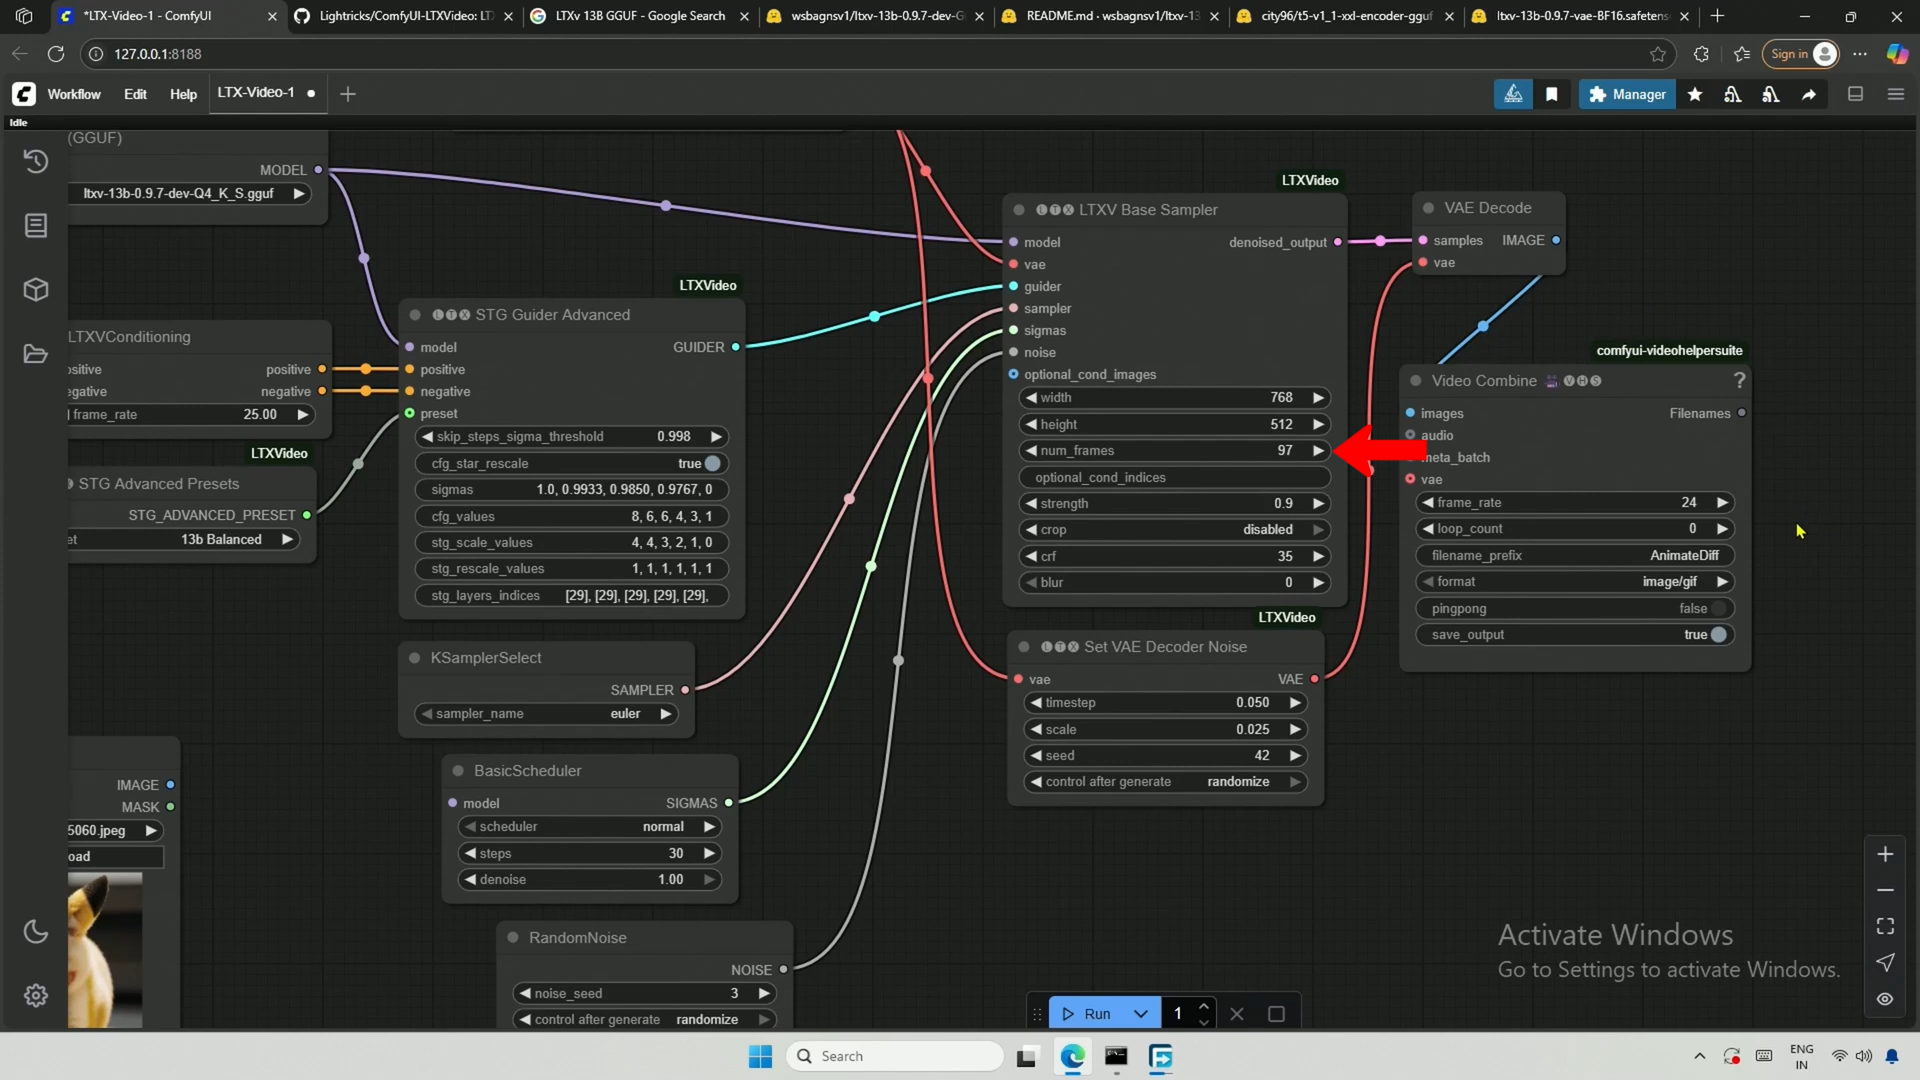 *LTX-Video-1 - ComfyUI
Lightricks/ComfyUI-LTXVideo: LT
LTXv 13B GGUF - Google Search
wsbagnsv1/ltxv-13b-0.9.7-dev-G
README.md · wsbagnsv1/ltxv-13
city96/t5-v1_1-xxl-encoder-gguf
ltxv-13b-0.9.7-vae-BF16.safetens
127.0.0.1:8188
Sign in
Workflow
Edit
Help
LTX-Video-1
Manager
Idle
(GGUF)
MODEL
ltxv-13b-0.9.7-dev-Q4_K_S.gguf
LTXVConditioning
ositive
positive
egative
negative
frame_rate
25.00
LTXVideo
STG Advanced Presets
STG_ADVANCED_PRESET
et
13b Balanced
IMAGE
MASK
5060.jpeg
oad
LTXVideo
LTX STG Guider Advanced
model
GUIDER
positive
negative
preset
skip_steps_sigma_threshold
0.998
cfg_star_rescale
true
sigmas
1.0, 0.9933, 0.9850, 0.9767, 0
cfg_values
8, 6, 6, 4, 3, 1
stg_scale_values
4, 4, 3, 2, 1, 0
stg_rescale_values
1, 1, 1, 1, 1, 1
stg_layers_indices
[29], [29], [29], [29], [29],
KSamplerSelect
SAMPLER
sampler_name
euler
BasicScheduler
model
SIGMAS
scheduler
normal
steps
30
denoise
1.00
RandomNoise
NOISE
noise_seed
3
control after generate
randomize
LTXVideo
LTX LTXV Base Sampler
model
denoised_output
vae
guider
sampler
sigmas
noise
optional_cond_images
width
768
height
512
num_frames
97
optional_cond_indices
strength
0.9
crop
disabled
crf
35
blur
0
LTXVideo
LTX Set VAE Decoder Noise
vae
VAE
timestep
0.050
scale
0.025
seed
42
control after generate
randomize
VAE Decode
samples
IMAGE
vae
comfyui-videohelpersuite
Video Combine VHS
?
images
Filenames
audio
meta_batch
vae
frame_rate
24
loop_count
0
filename_prefix
AnimateDiff
format
image/gif
pingpong
false
save_output
true
Activate Windows
Go to Settings to activate Windows.
Run
1
Search
ENG
IN